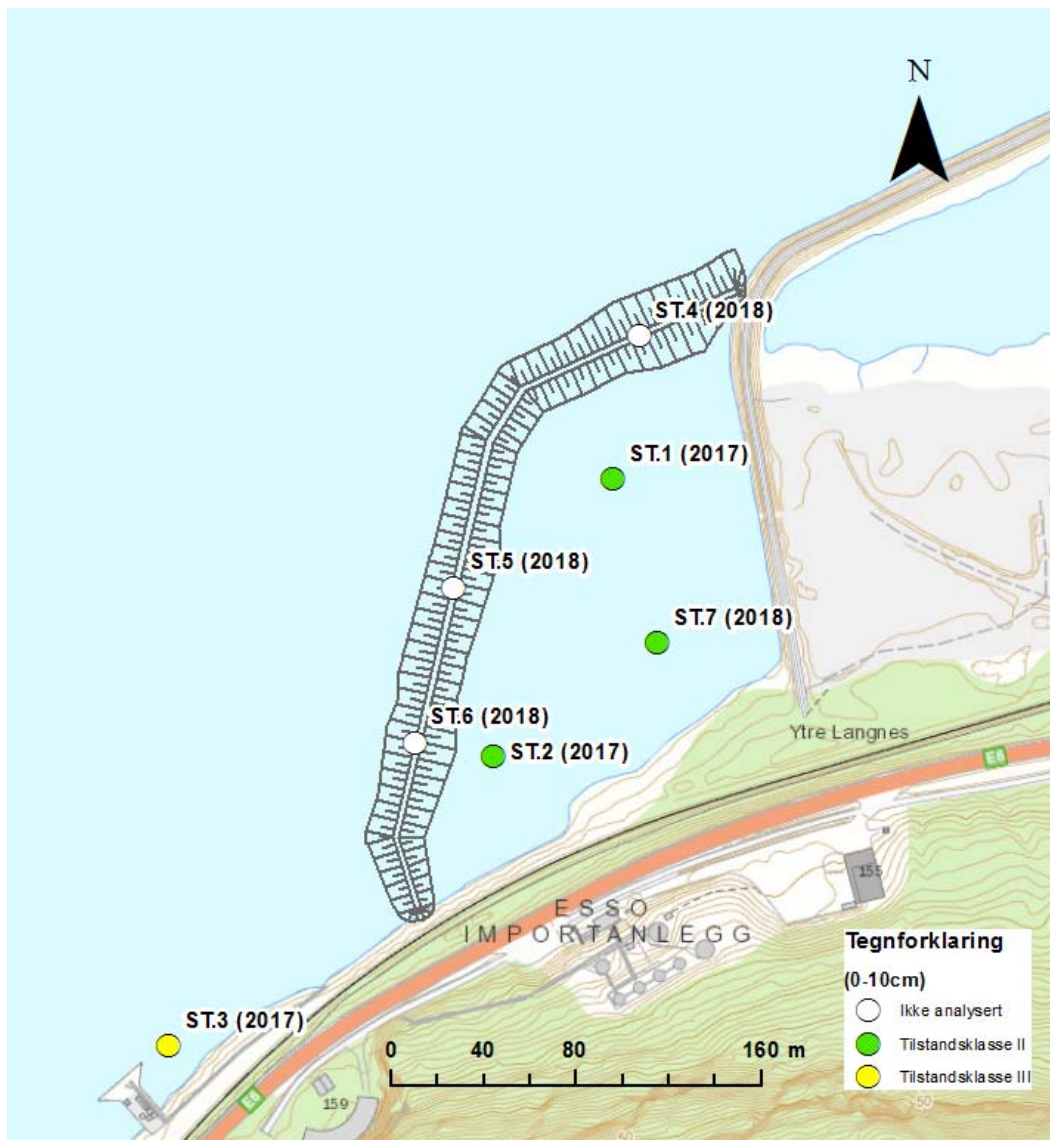 N
ST.4 (2018)
ST.1 (2017)
ST.5 (2018)
ST.7 (2018)
ST.6 (2018)
ST.2 (2017)
Ytre Langnes
E6
155
ESSO
IMPORTANLEGG
Tegnforklaring
(0-10cm)
Ikke analysert
Tilstandsklasse II
Tilstandsklasse III
ST.3 (2017)
0 40 80 160 m
E6
159
50
50